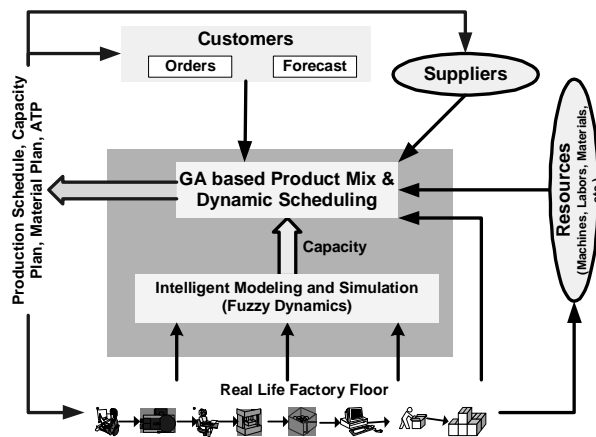 Customers
Orders
Forecast
Suppliers
Production Schedule, Capacity
Plan, Material Plan, ATP
GA based Product Mix &
Dynamic Scheduling
Resources
(Machines, Labors, Materials,
etc.)
Capacity
Intelligent Modeling and Simulation
(Fuzzy Dynamics)
Real Life Factory Floor